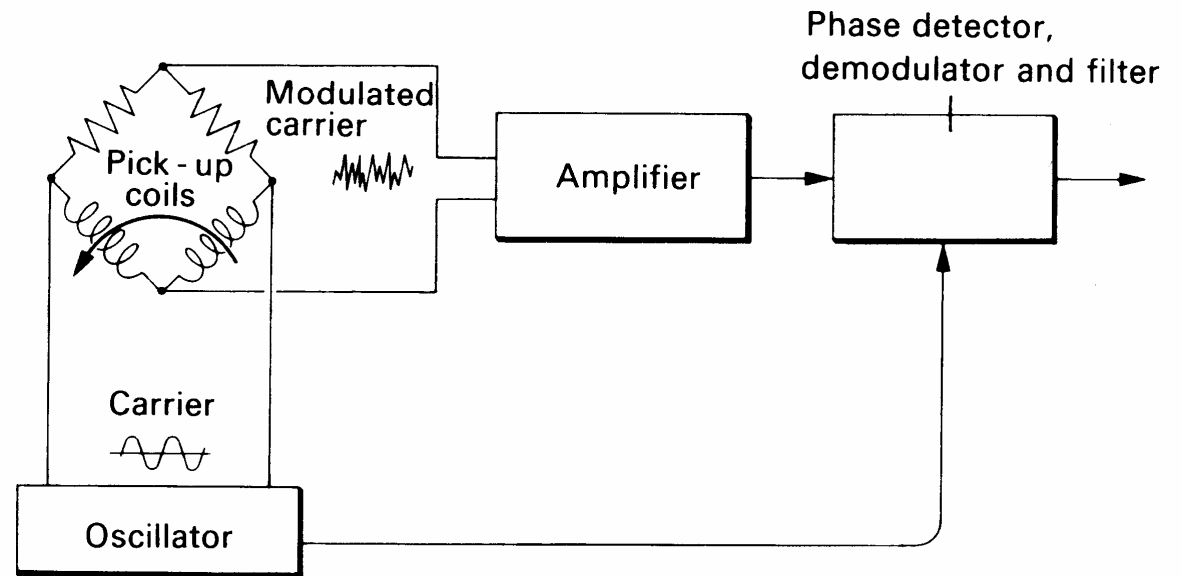 Phase detector,
demodulator and filter
Modulated
carrier
Pick-up
coils
Amplifier
Carrier
Oscillator